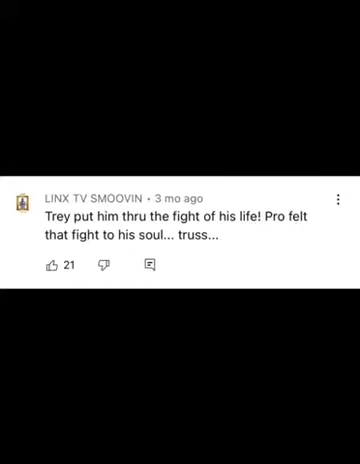 LINX TV SMOOVIN • 3 mo ago
Trey put him thru the fight of his life! Pro felt
that fight to his soul... truss...
21